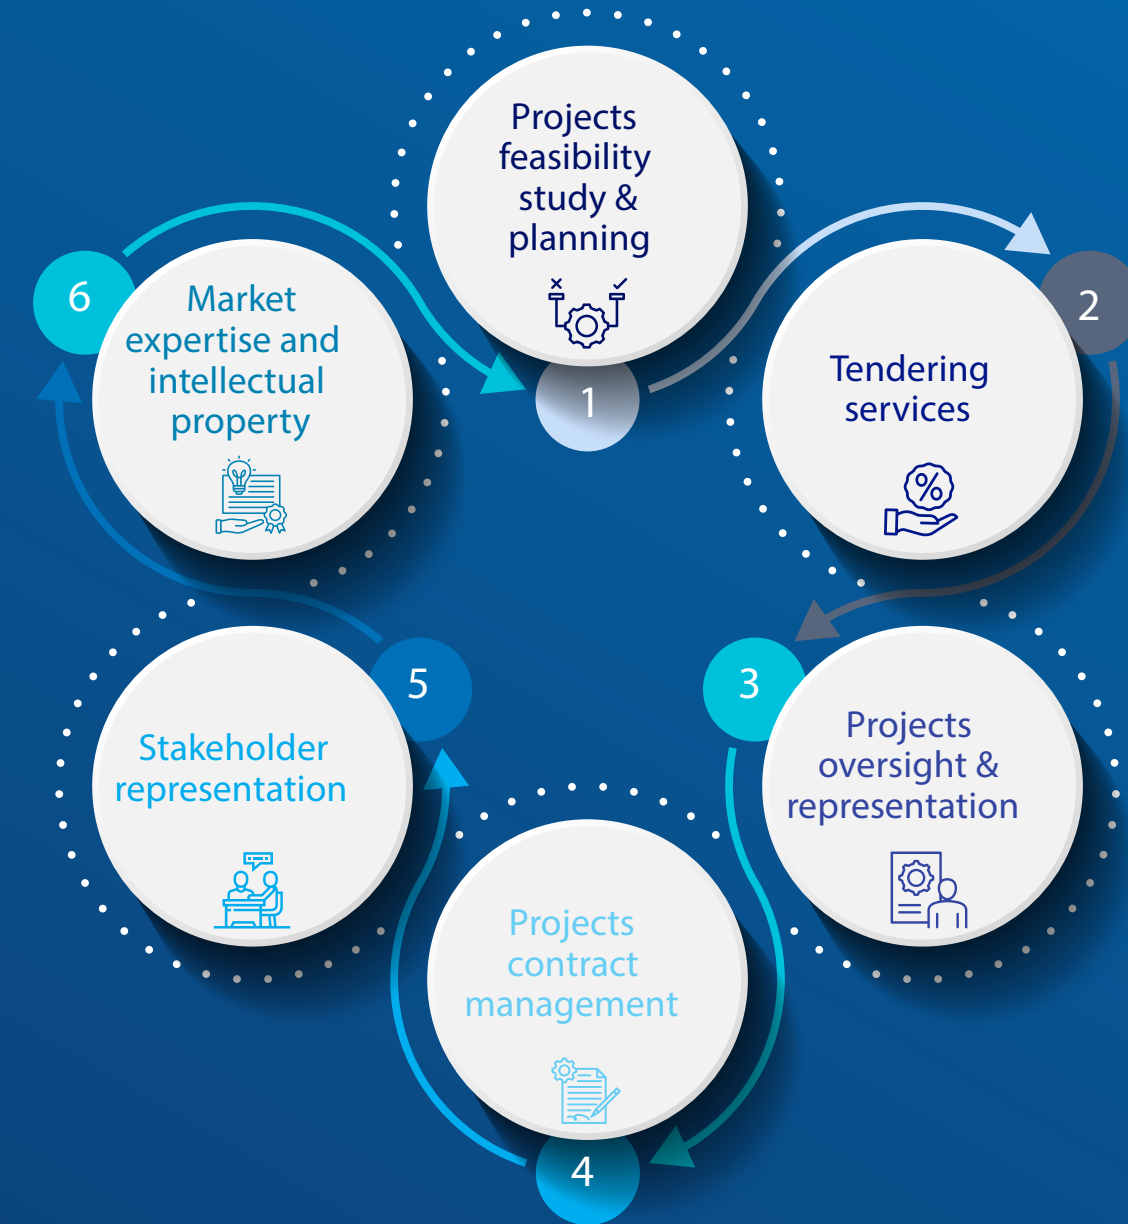 Projects
feasibility
study &
planning
1
2
Tendering
services
3
Projects
oversight &
representation
4
Projects
contract
management
5
Stakeholder
representation
6
Market
expertise and
intellectual
property
%